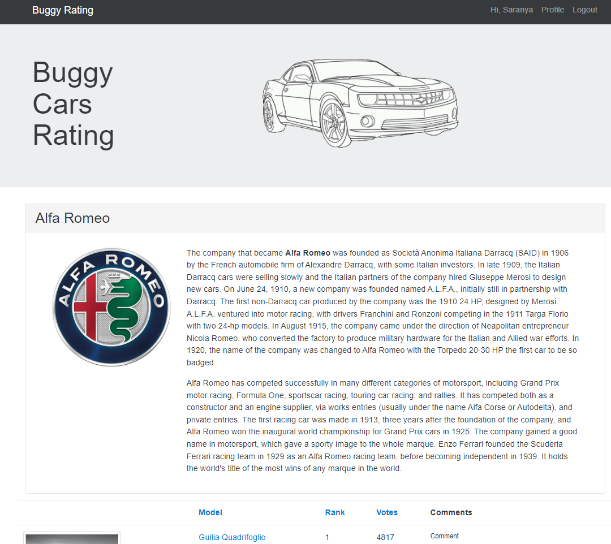 Buggy Rating
Hi, Saranya Profile Logout
Buggy
Cars
Rating
Alfa Romeo
ALFA ROMEO
The company that became Alfa Romeo was founded as Società Anonima Italiana Darracq (SAID) in 1906
by the French automobile firm of Alexandre Darracq, with some Italian investors. In late 1909, the Italian
Darracq cars were selling slowly and the Italian partners of the company hired Giuseppe Merosi to design
new cars. On June 24, 1910, a new company was founded named A.L.F.A., initially still in partnership with
Darracq. The first non-Darracq car produced by the company was the 1910 24 HP, designed by Merosi.
A.L.F.A. ventured into motor racing, with drivers Franchini and Ronzoni competing in the 1911 Targa Florio
with two 24-hp models. In August 1915, the company came under the direction of Neapolitan entrepreneur
Nicola Romeo, who converted the factory to produce military hardware for the Italian and Allied war efforts. In
1920, the name of the company was changed to Alfa Romeo with the Torpedo 20-30 HP the first car to be so
badged.
Alfa Romeo has competed successfully in many different categories of motorsport, including Grand Prix
motor racing, Formula One, sportscar racing, touring car racing, and rallies. It has competed both as a
constructor and an engine supplier, via works entries (usually under the name Alfa Corse or Autodelta), and
private entries. The first racing car was made in 1913, three years after the foundation of the company, and
Alfa Romeo won the inaugural world championship for Grand Prix cars in 1925. The company gained a good
name in motorsport, which gave a sporty image to the whole marque. Enzo Ferrari founded the Scuderia
Ferrari racing team in 1929 as an Alfa Romeo racing team, before becoming independent in 1939. It holds
the world's title of the most wins of any marque in the world.
Model Rank Votes Comments
Guilia Quadrifoglio 1 4817 Comment